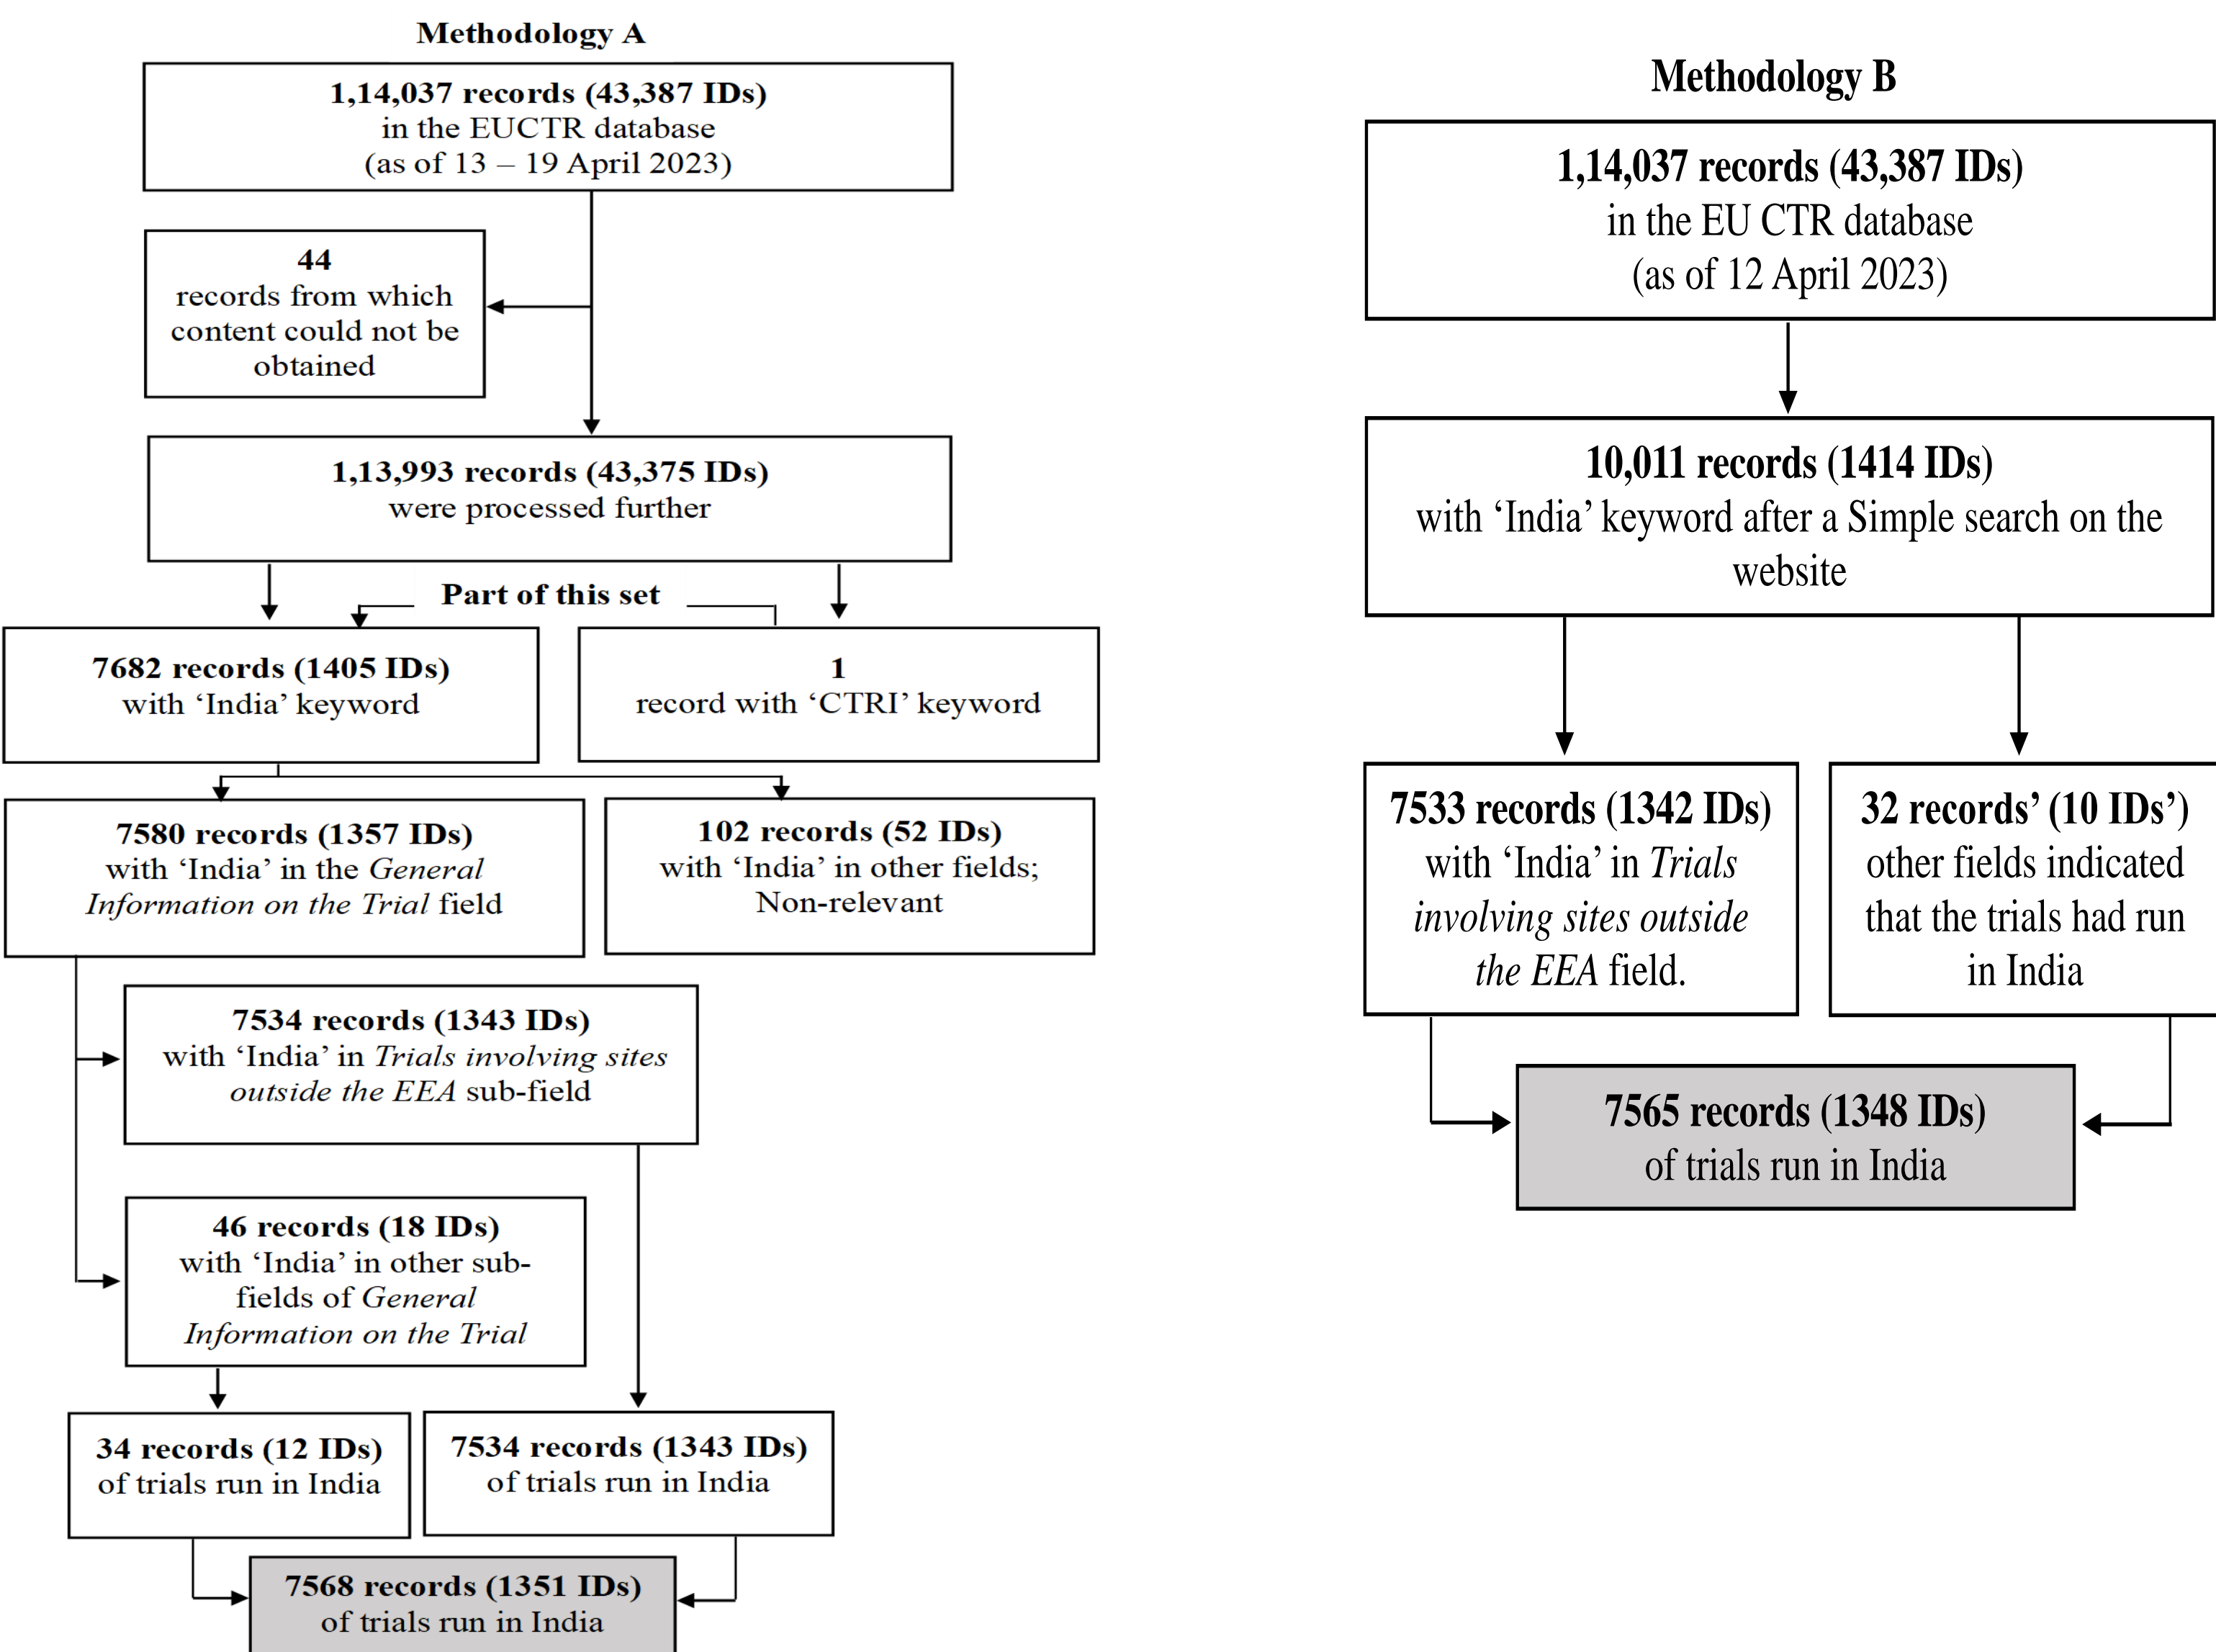 Methodology A
1,14,037 records (43,387 IDs)
in the EUCTR database
(as of 13 – 19 April 2023)
44
records from which
content could not be
obtained
1,13,993 records (43,375 IDs)
were processed further
Part of this set
7682 records (1405 IDs)
with ‘India’ keyword
1
record with ‘CTRI’ keyword
7580 records (1357 IDs)
with ‘India’ in the General
Information on the Trial field
102 records (52 IDs)
with ‘India’ in other fields;
Non-relevant
7534 records (1343 IDs)
with ‘India’ in Trials involving sites
outside the EEA sub-field
46 records (18 IDs)
with ‘India’ in other sub-
fields of General
Information on the Trial
34 records (12 IDs)
of trials run in India
7534 records (1343 IDs)
of trials run in India
7568 records (1351 IDs)
of trials run in India
Methodology B
1,14,037 records (43,387 IDs)
in the EU CTR database
(as of 12 April 2023)
10,011 records (1414 IDs)
with ‘India’ keyword after a Simple search on the
website
7533 records (1342 IDs)
with ‘India’ in Trials
involving sites outside
the EEA field.
32 records’ (10 IDs’)
other fields indicated
that the trials had run
in India
7565 records (1348 IDs)
of trials run in India